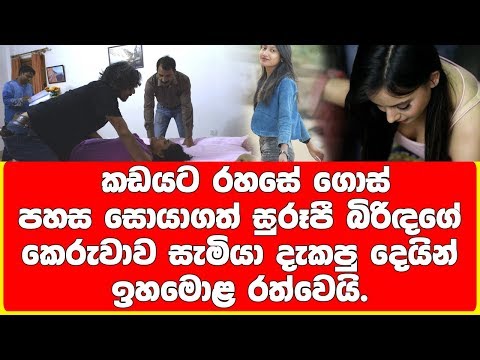 කඩයට රහසේ ගොස්
පහස සොයාගත් සුරූපී බිරිඳගේ
කෙරුවාව සැමියා දැකපු දෙයින්
ඉහමොළ රත්වෙයි.